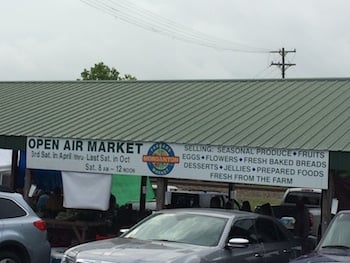 OPEN AIR MARKET
3rd Sat. in April THRU Last Sat. in Oct
Sat. 8 AM ~ 12 NOON
MORGANTON
SELLING: SEASONAL PRODUCE • FRUITS
EGGS • FLOWERS • FRESH BAKED BREADS
DESSERTS • JELLIES • PREPARED FOODS
FRESH FROM THE FARM